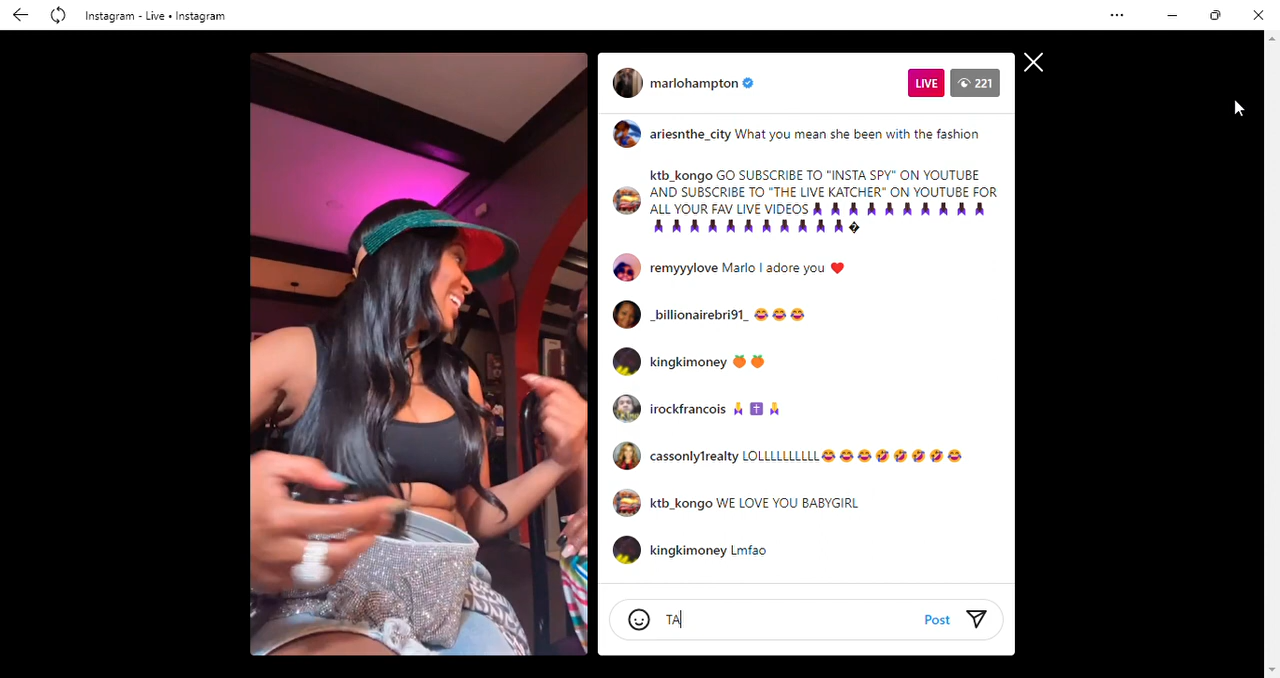 Instagram - Live • Instagram
marlohampton LIVE 221
ariesnthe_city What you mean she been with the fashion
ktb_kongo GO SUBSCRIBE TO "INSTA SPY" ON YOUTUBE
AND SUBSCRIBE TO "THE LIVE KATCHER" ON YOUTUBE FOR
ALL YOUR FAV LIVE VIDEOS
remyyylove Marlo I adore you ❤️
_billionairebri91_ 😂😂😂
kingkimoney 🍑🍑
irockfrancois 🙏✝️🙏
cassonly1realty LOLLLLLLLLLL😂😂😂🤣🤣🤣🤣😂
ktb_kongo WE LOVE YOU BABYGIRL
kingkimoney Lmfao
TA Post